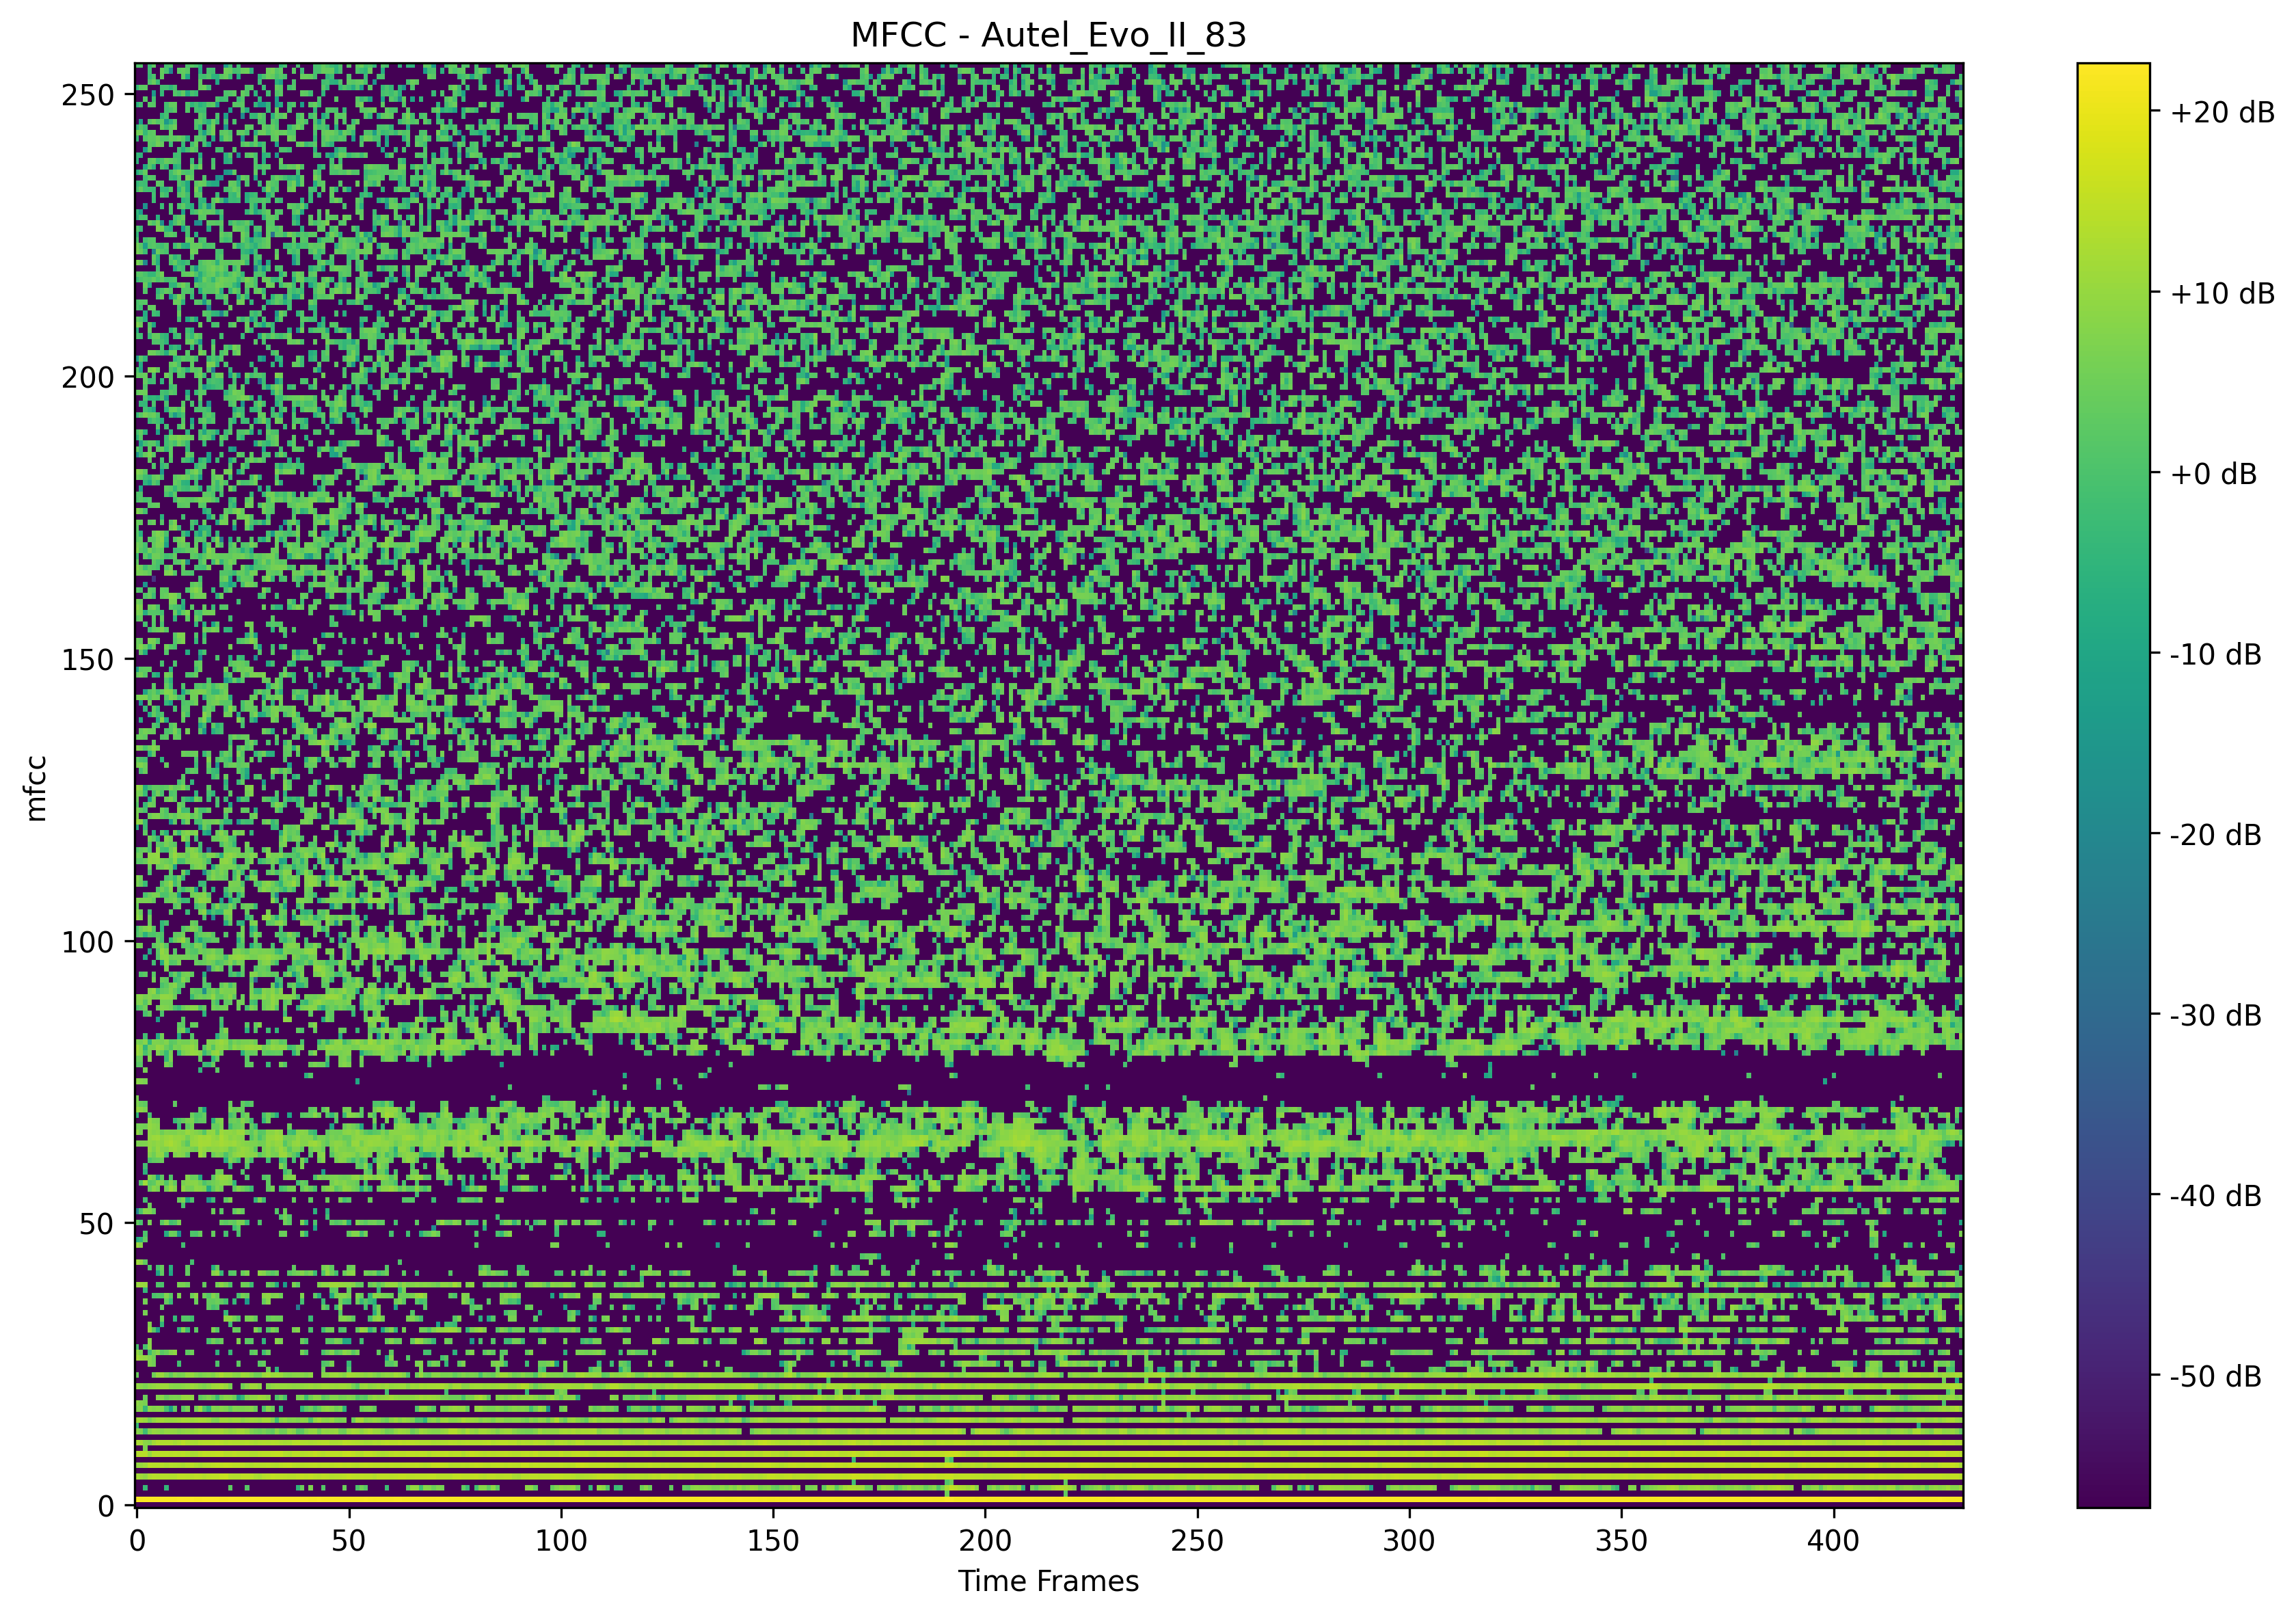 MFCC - Autel_Evo_II_83
mfcc
250
200
150
100
50
0
0 50 100 150 200 250 300 350 400
Time Frames
+20 dB
+10 dB
+0 dB
-10 dB
-20 dB
-30 dB
-40 dB
-50 dB